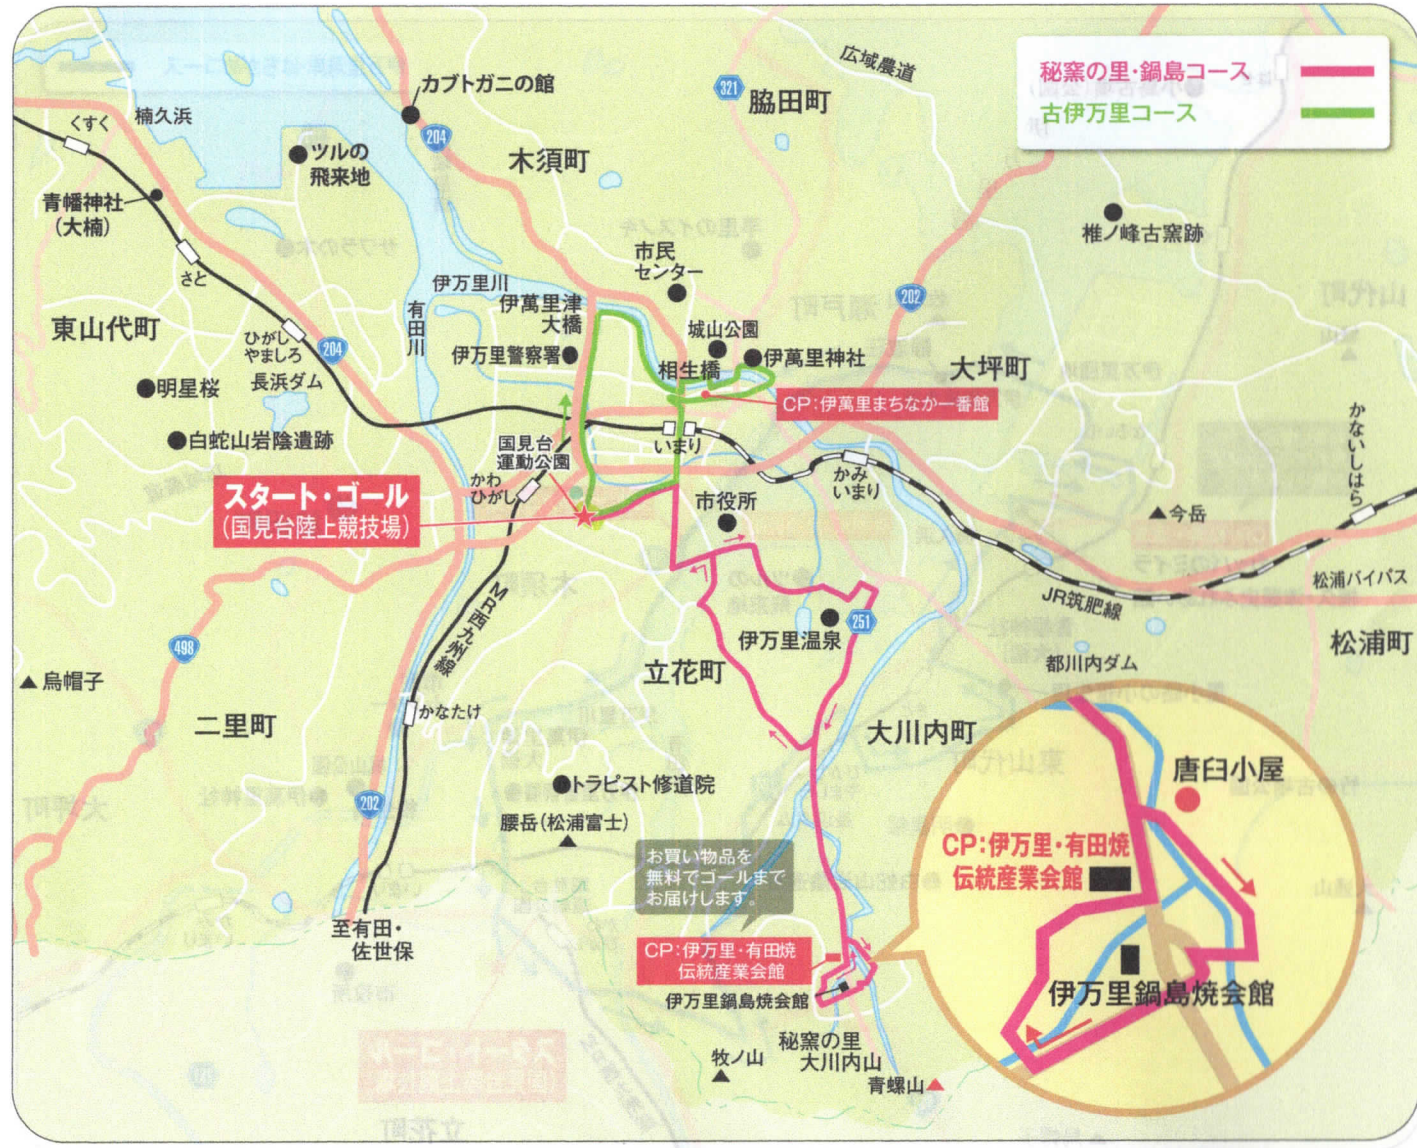 秘窯の里・鍋島コース
古伊万里コース
広域農道
カブトガニの館
321
脇田町
楠久浜
くすく
ツルの
飛来地
204
木須町
青幡神社
(大楠)
椎ノ峰古窯跡
さと
市民
センター
伊万里川
有田川
伊萬里津
大橋
202
東山代町
ひがし
やましろ
204
城山公園
伊万里警察署
相生橋
伊萬里神社
大坪町
長浜ダム
明星桜
CP:伊萬里まちなか一番館
白蛇山岩陰遺跡
国見台
運動公園
いまり
かないしはら
かわ
ひがし
かみ
いまり
スタート・ゴール
(国見台陸上競技場)
市役所
今岳
MR西九州線
JR筑肥線
松浦バイパス
伊万里温泉
251
498
烏帽子
立花町
都川内ダム
松浦町
二里町
かなたけ
大川内町
202
トラピスト修道院
腰岳(松浦富士)
唐臼小屋
お買い物品を
無料でゴールまで
お届けします。
CP:伊万里・有田焼
伝統産業会館
至有田・
佐世保
CP:伊万里・有田焼
伝統産業会館
伊万里鍋島焼会館
伊万里鍋島焼会館
秘窯の里
大川内山
牧ノ山
青螺山